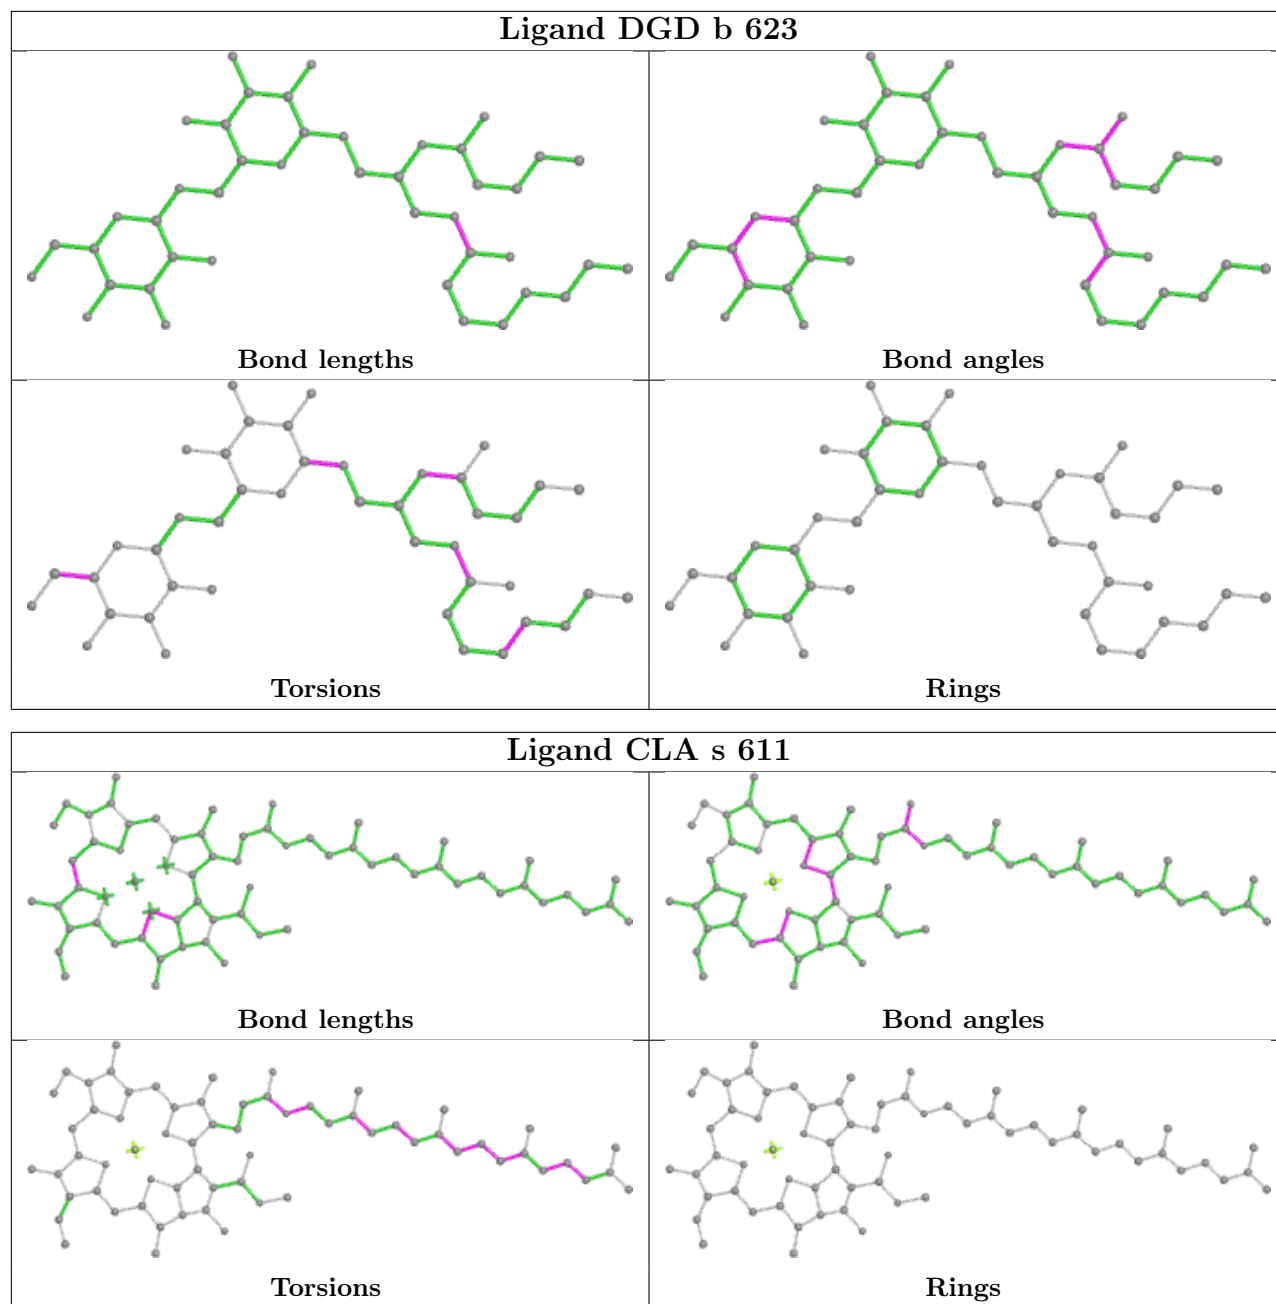 Ligand DGD b 623
Bond lengths
Bond angles
Torsions
Rings
Ligand CLA s 611
Bond lengths
Bond angles
Torsions
Rings